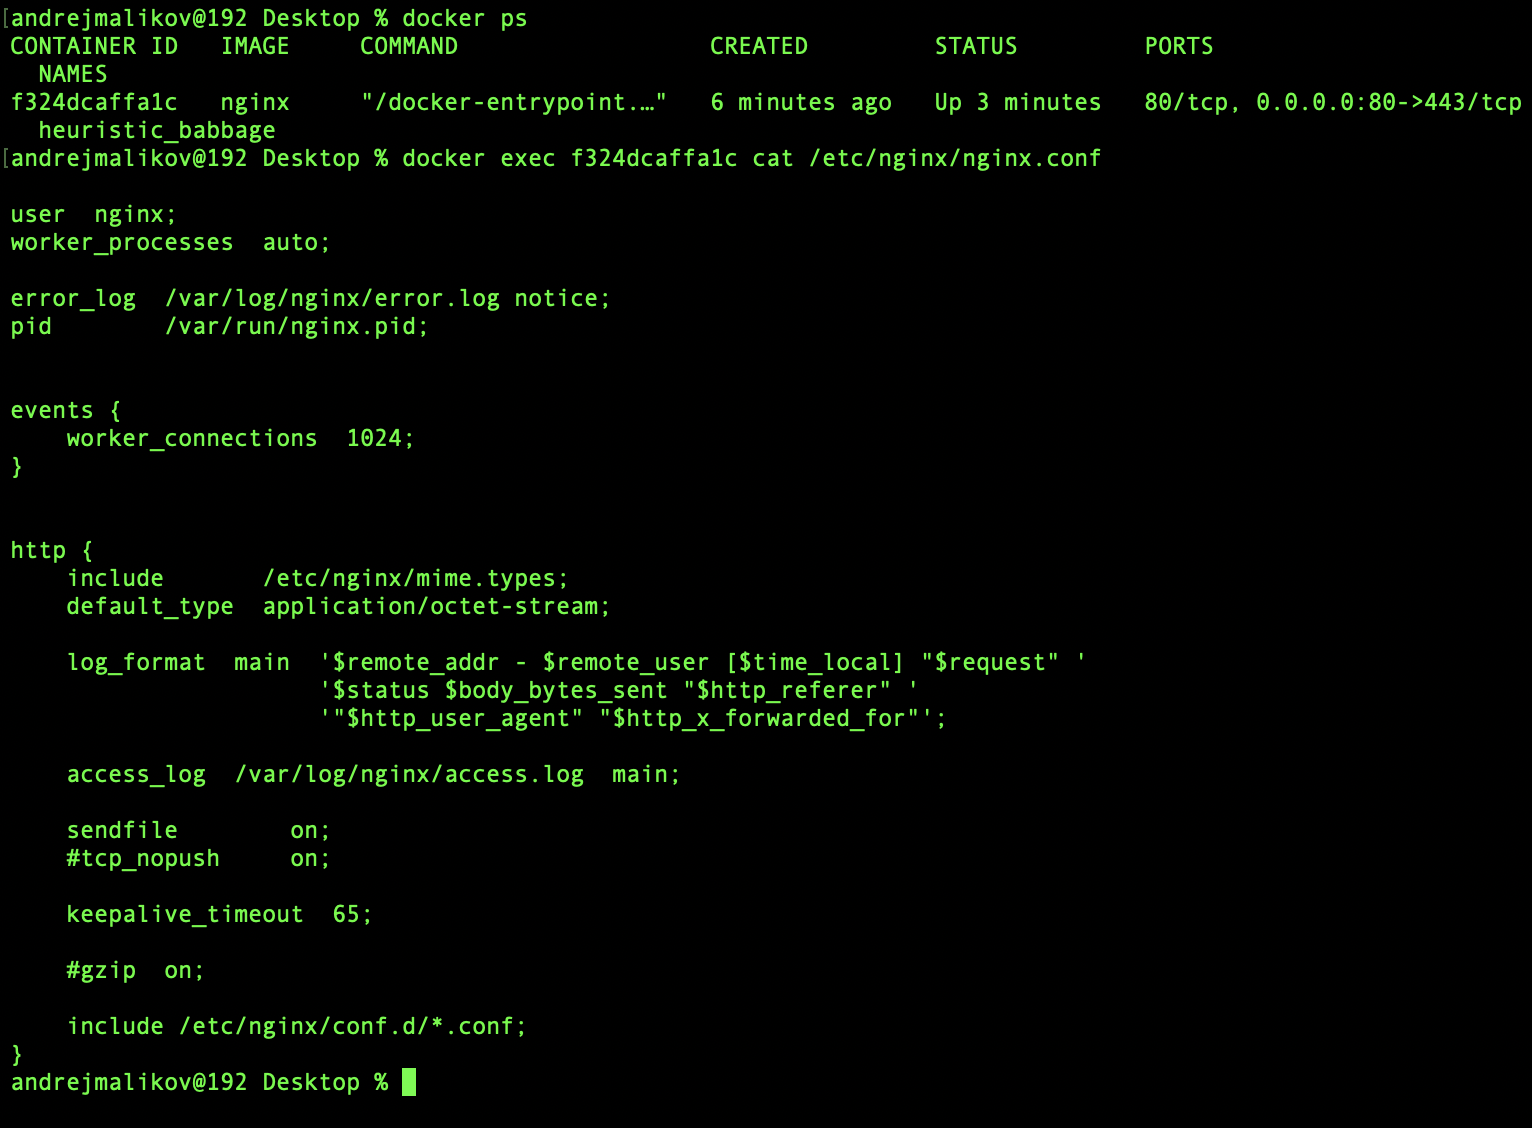 [andrejmalikov@192 Desktop % docker ps
CONTAINER ID   IMAGE     COMMAND                  CREATED         STATUS         PORTS
  NAMES
f324dcaffa1c   nginx     "/docker-entrypoint.…"   6 minutes ago   Up 3 minutes   80/tcp, 0.0.0.0:80->443/tcp
  heuristic_babbage
[andrejmalikov@192 Desktop % docker exec f324dcaffa1c cat /etc/nginx/nginx.conf
user  nginx;
worker_processes  auto;
error_log  /var/log/nginx/error.log notice;
pid        /var/run/nginx.pid;
events {
    worker_connections  1024;
}
http {
    include       /etc/nginx/mime.types;
    default_type  application/octet-stream;
    log_format  main  '$remote_addr - $remote_user [$time_local] "$request" '
                      '$status $body_bytes_sent "$http_referer" '
                      '"$http_user_agent" "$http_x_forwarded_for"';
    access_log  /var/log/nginx/access.log  main;
    sendfile        on;
    #tcp_nopush     on;
    keepalive_timeout  65;
    #gzip  on;
    include /etc/nginx/conf.d/*.conf;
}
andrejmalikov@192 Desktop %